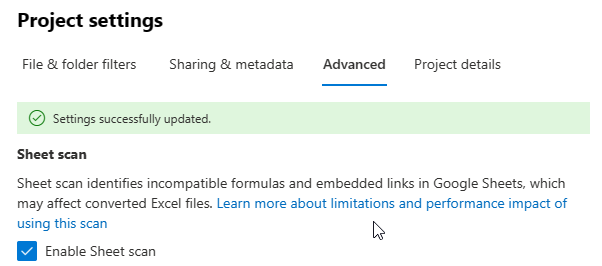 Project settings
File & folder filters Sharing & metadata Advanced Project details
Settings successfully updated.
Sheet scan
Sheet scan identifies incompatible formulas and embedded links in Google Sheets, which
may affect converted Excel files. Learn more about limitations and performance impact of
using this scan
Enable Sheet scan